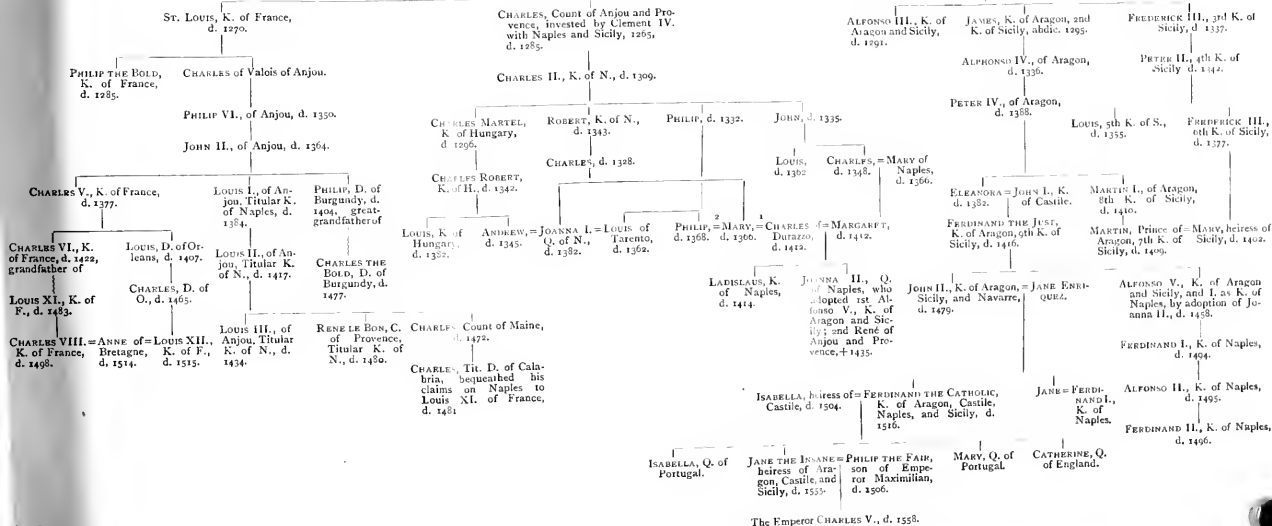 ST. LOUIS, K. of France,
d. 1270.
CHARLES, Count of Anjou and Pro-
vence, invested by Clement IV.
with Naples and Sicily, 1265,
d. 1285.
ALFONSO III., K. of
Aragon and Sicily,
d. 1291.
JAMES, K. of Aragon, 2nd
K. of Sicily, abdic. 1295.
FREDERICK III., 3rd K. of
Sicily, d 1337.
PHILIP THE BOLD,
K. of France,
d. 1285.
CHARLES of Valois of Anjou.
CHARLES II., K. of N., d. 1309.
ALPHONSO IV., of Aragon,
d. 1336.
PETER II., 4th K. of
Sicily d. 1342.
PHILIP VI., of Anjou, d. 1350.
CHARLES MARTEL,
K of Hungary,
d 1296.
ROBERT, K. of N.,
d. 1343.
PHILIP, d. 1332.
JOHN, d. 1335.
PETER IV., of Aragon,
d. 1388.
LOUIS, 5th K. of S.,
d. 1355.
FREDERICK III.,
6th K. of Sicily,
d. 1377.
JOHN II., of Anjou, d. 1364.
CHARLES, d. 1328.
LOUIS,
d. 1362
CHARLES, = MARY of
d. 1348. Naples,
d. 1366.
CHARLES V., K. of France,
d. 1377.
LOUIS I., of An-
jou, Titular K.
of Naples, d.
1384.
PHILIP, D. of
Burgundy, d.
1404, great-
grandfather of
CHARLES ROBERT,
K. of H., d. 1342.
ELEANORA = JOHN I., K.
d. 1382. of Castile.
MARTIN I., of Aragon,
8th K. of Sicily,
d. 1410.
CHARLES VI., K.
of France, d. 1422,
grandfather of
LOUIS, D. of Or-
leans, d. 1407.
LOUIS II., of An-
jou, Titular K.
of N., d. 1417.
CHARLES THE
BOLD, D. of
Burgundy, d.
1477.
LOUIS, K of
Hungary,
d. 1382.
ANDREW, = JOANNA I. = LOUIS of
d. 1345. Q. of N., Tarento,
d. 1382. d. 1362.
2 1
PHILIP, = MARY, = CHARLES of = MARGARET,
d. 1368. d. 1366. Durazzo, d. 1412.
d. 1412.
FERDINAND THE JUST,
K. of Aragon, 9th K. of
Sicily, d. 1416.
MARTIN, Prince of = MARY, heiress of
Aragon, 7th K. of Sicily, d. 1402.
Sicily, d. 1409.
LOUIS XI., K. of
F., d. 1483.
CHARLES, D. of
O., d. 1465.
LADISLAUS, K.
of Naples,
d. 1414.
JOANNA II., Q.
of Naples, who
adopted 1st Al-
fonso V., K. of
Aragon and Sic-
ily; 2nd René of
Anjou and Pro-
vence, + 1435.
JOHN II., K. of Aragon, = JANE ENRI-
Sicily, and Navarre, QUEZ.
d. 1479.
ALFONSO V., K. of Aragon
and Sicily, and I. as K. of
Naples, by adoption of Jo-
anna II., d. 1458.
CHARLES VIII. = ANNE of = LOUIS XII.,
K. of France, Bretagne, K. of F.,
d. 1498. d, 1514. d. 1515.
LOUIS III., of
Anjou, Titular
K. of N., d.
1434.
RENE LE BON, C.
of Provence,
Titular K. of
N., d. 1480.
CHARLES Count of Maine,
d. 1472.
FERDINAND I., K. of Naples,
d. 1494.
CHARLES, Tit. D. of Cala-
bria, bequeathed his
claims on Naples to
Louis XI. of France,
d. 1481
ISABELLA, heiress of = FERDINAND THE CATHOLIC,
Castile, d. 1504. K. of Aragon, Castile,
Naples, and Sicily, d.
1516.
JANE = FERDI-
NAND I.,
K. of
Naples.
ALFONSO II., K. of Naples,
d. 1495.
FERDINAND II., K. of Naples,
d. 1496.
ISABELLA, Q. of
Portugal.
JANE THE INSANE = PHILIP THE FAIR,
heiress of Ara- son of Empe-
gon, Castile, and ror Maximilian,
Sicily, d. 1555. d. 1506.
MARY, Q. of
Portugal.
CATHERINE, Q.
of England.
The Emperor CHARLES V., d. 1558.